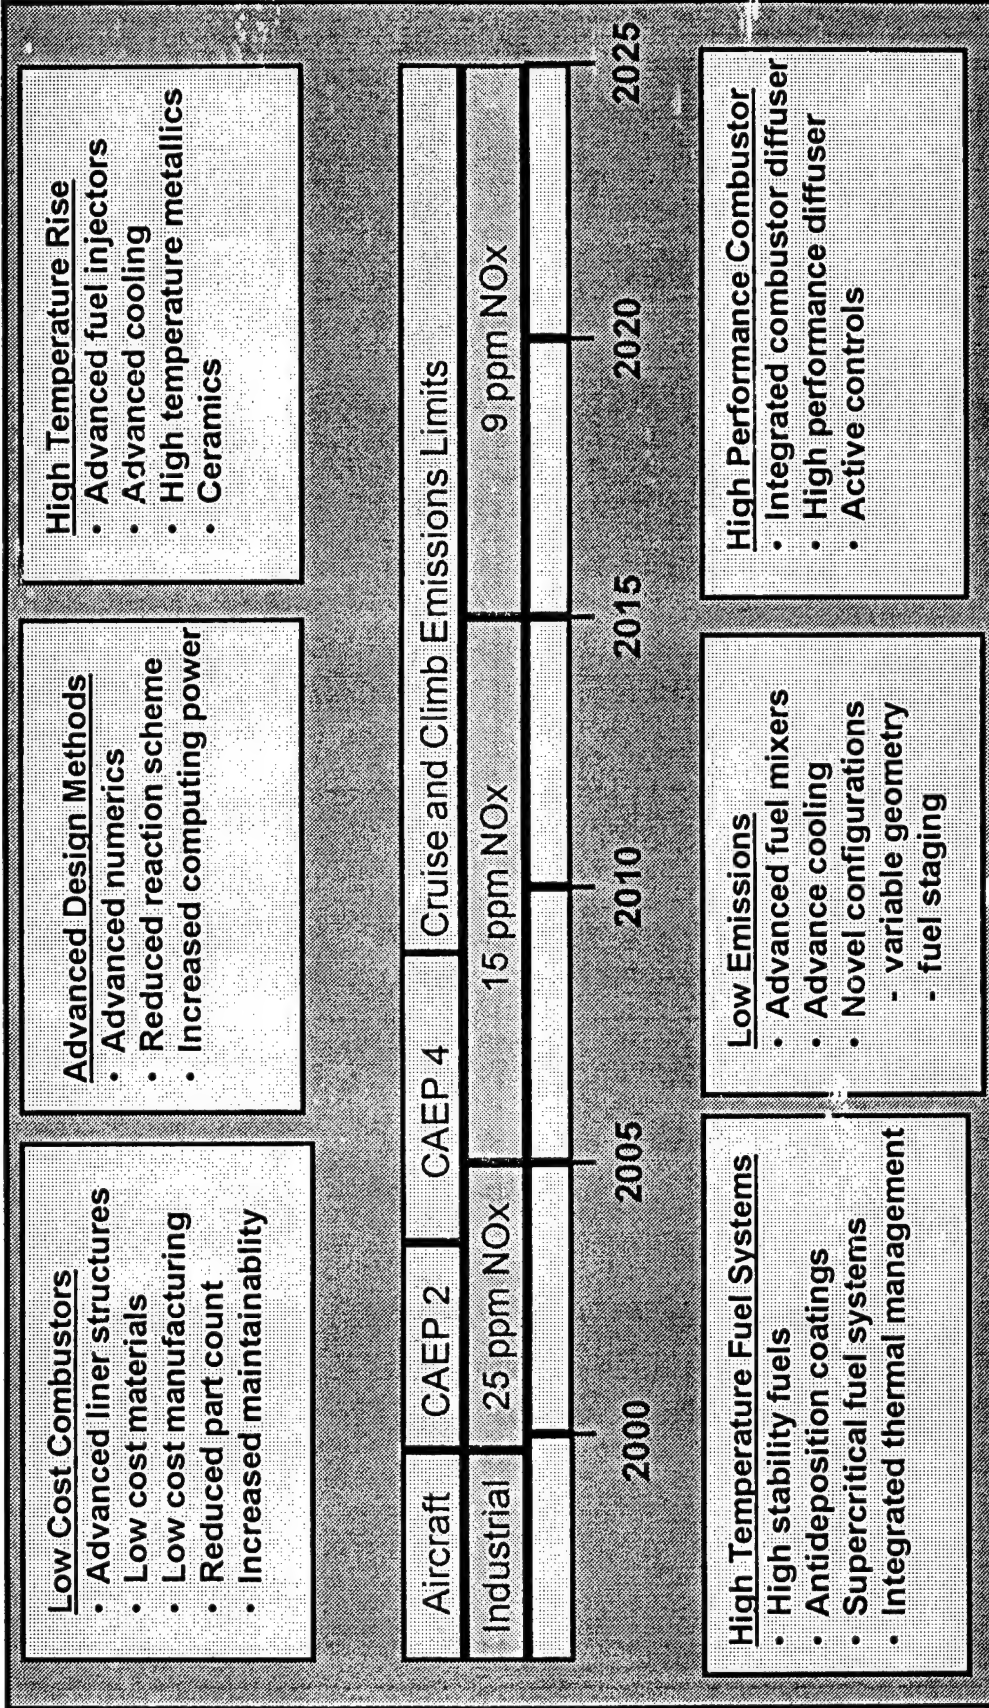 Low Cost Combustors
• Advanced liner structures
• Low cost materials
• Low cost manufacturing
• Reduced part count
• Increased maintainablity
Advanced Design Methods
• Advanced numerics
• Reduced reaction scheme
• Increased computing power
High Temperature Rise
• Advanced fuel injectors
• Advanced cooling
• High temperature metallics
• Ceramics
Aircraft CAEP 2 CAEP 4 Cruise and Climb Emissions Limits
Industrial 25 ppm NOx 15 ppm NOx 9 ppm NOx
2000 2005 2010 2015 2020 2025
High Temperature Fuel Systems
• High stability fuels
• Antideposition coatings
• Supercritical fuel systems
• Integrated thermal management
Low Emissions
• Advanced fuel mixers
• Advance cooling
• Novel configurations
- variable geometry
- fuel staging
High Performance Combustor
• Integrated combustor diffuser
• High performance diffuser
• Active controls